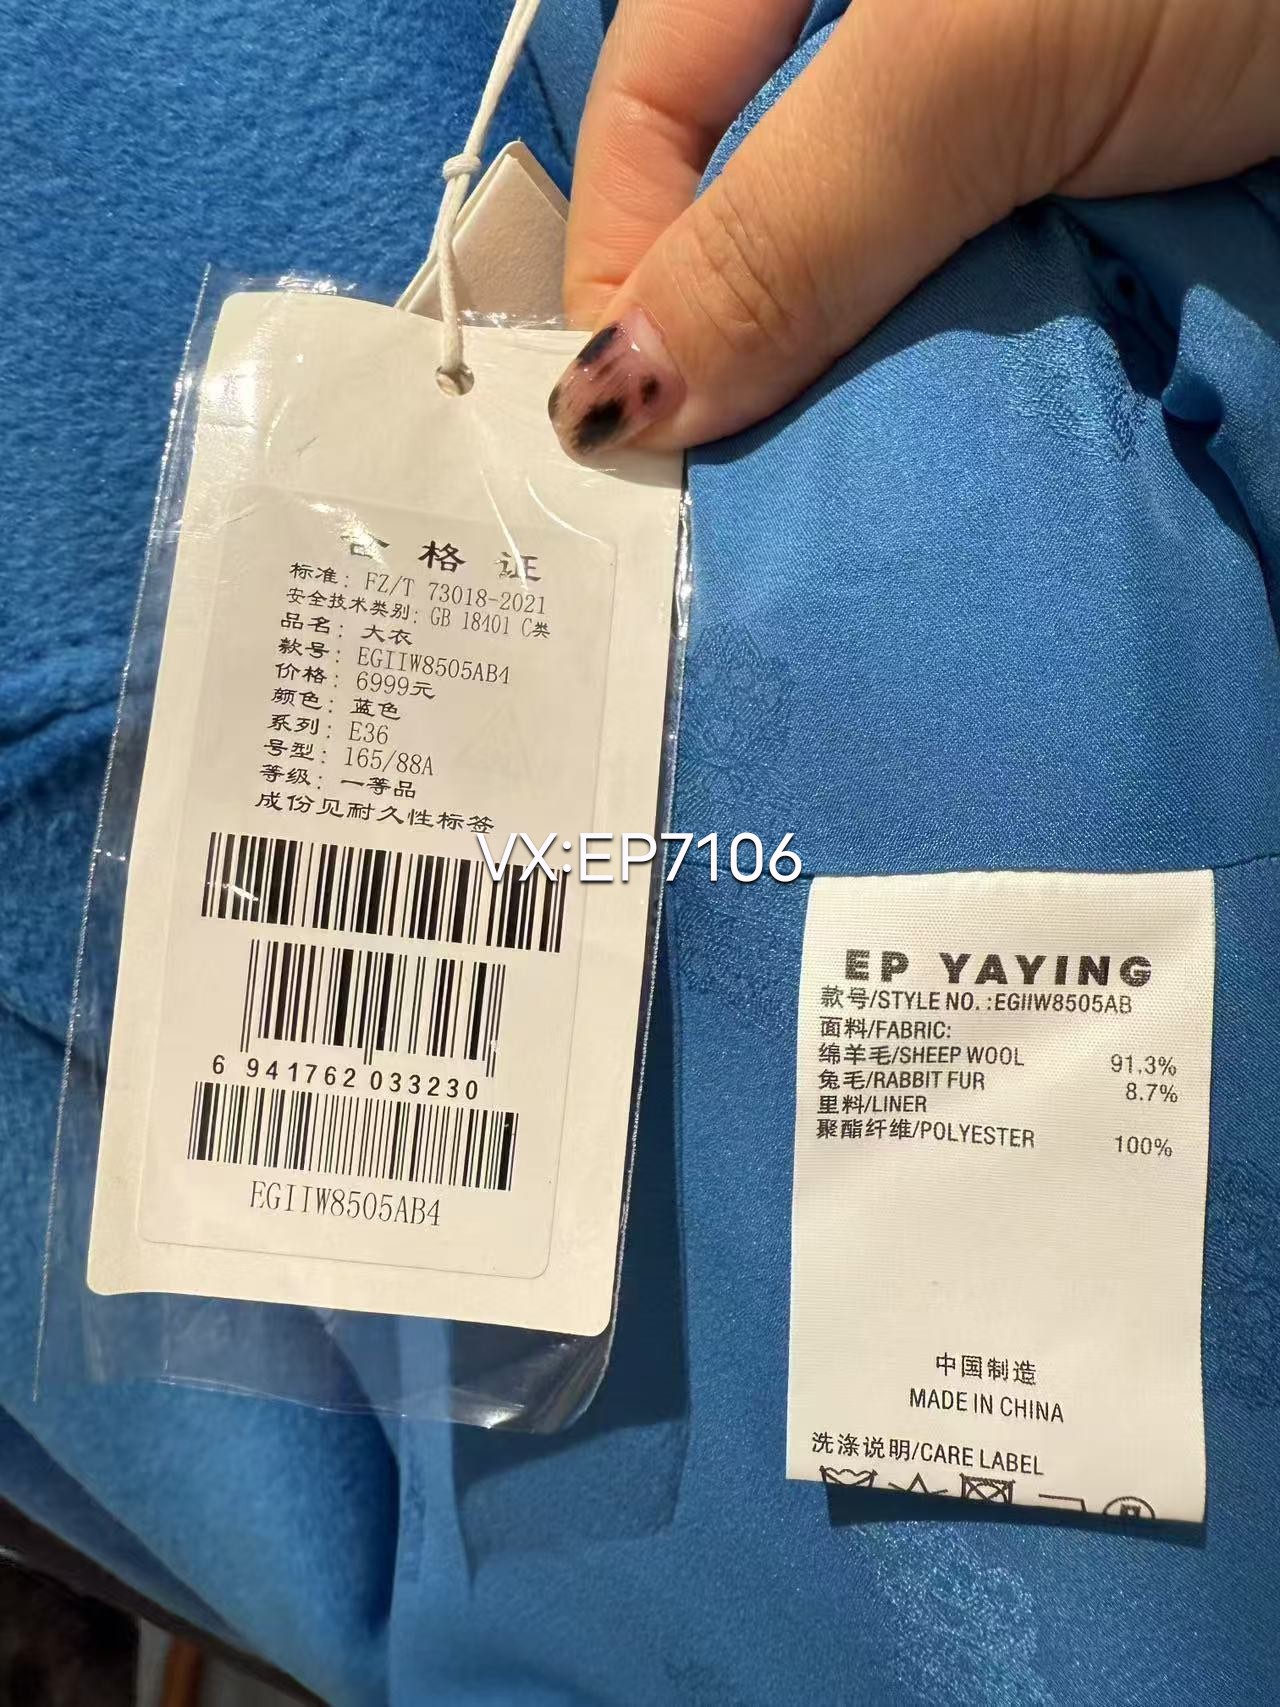 合格证
标准: FZ/T 73018-2021
安全技术类别: GB 18401 C类
品名: 大衣
款号: EGIIW8505AB4
价格: 6999元
颜色: 蓝色
系列: E36
号型: 165/88A
等级: 一等品
成份见耐久性标签
6 941762 033230
EGIIW8505AB4
VX:EP7106
EP YAYING
款号/STYLE NO. :EGIIW8505AB
面料/FABRIC:
绵羊毛/SHEEP WOOL 91.3%
兔毛/RABBIT FUR 8.7%
里料/LINER
聚酯纤维/POLYESTER 100%
中国制造
MADE IN CHINA
洗涤说明/CARE LABEL